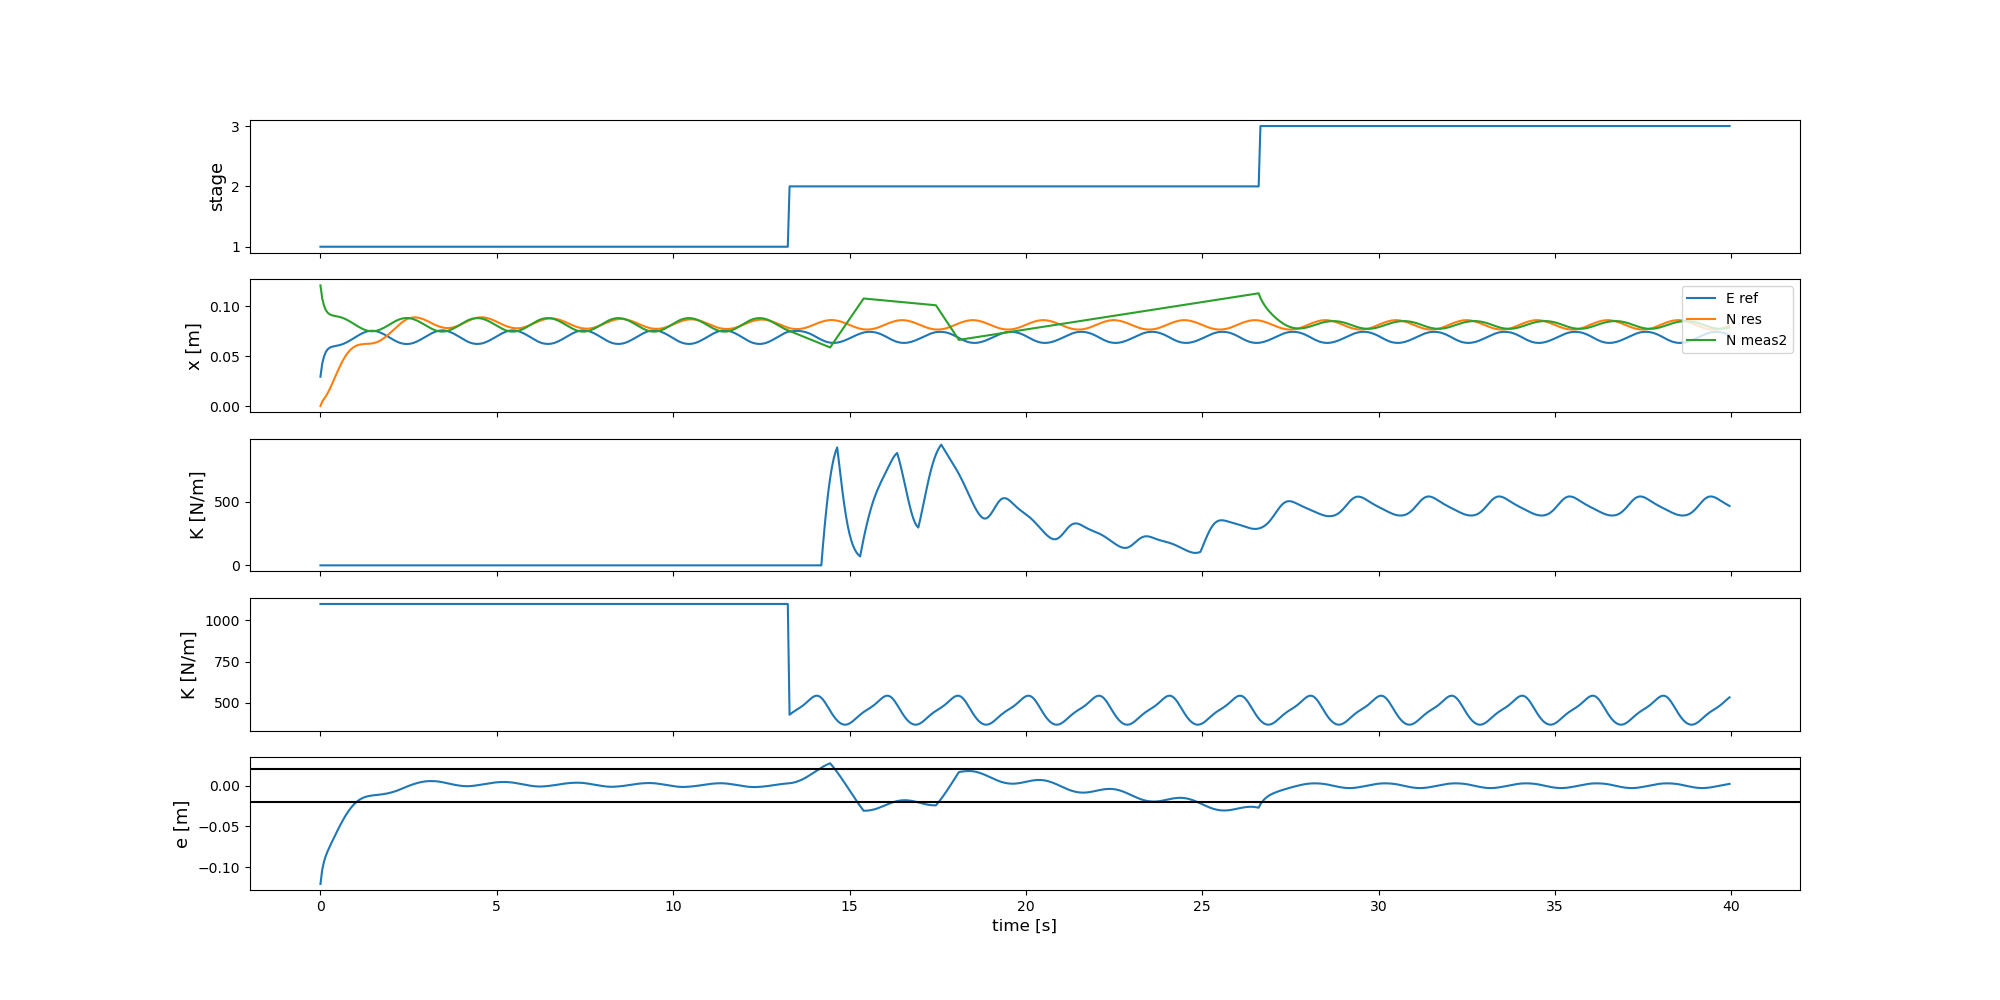 3
2
1
stage
0.10
0.05
0.00
x [m]
E ref
N res
N meas2
500
0
K [N/m]
1000
750
500
K [N/m]
0.00
−0.05
−0.10
e [m]
0 5 10 15 20 25 30 35 40
time [s]